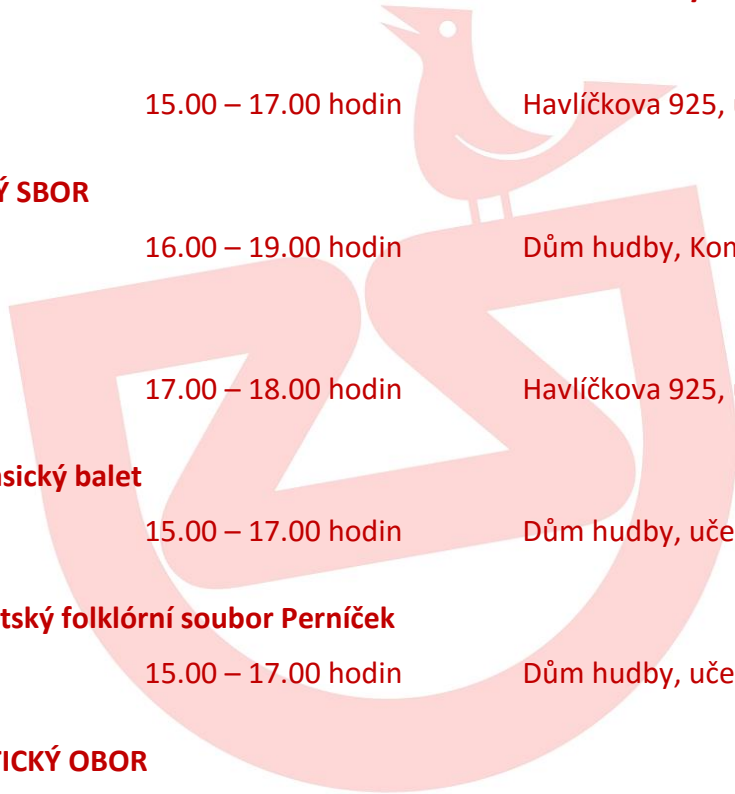 15.00 – 17.00 hodin Havlíčkova 925,
Ý SBOR
16.00 – 19.00 hodin Dům hudby,
17.00 – 18.00 hodin Havlíčkova 925,
sický balet
15.00 – 17.00 hodin Dům hudby, uče
tský folklórní soubor Perníček
15.00 – 17.00 hodin Dům hudby, uče
TICKÝ OBOR